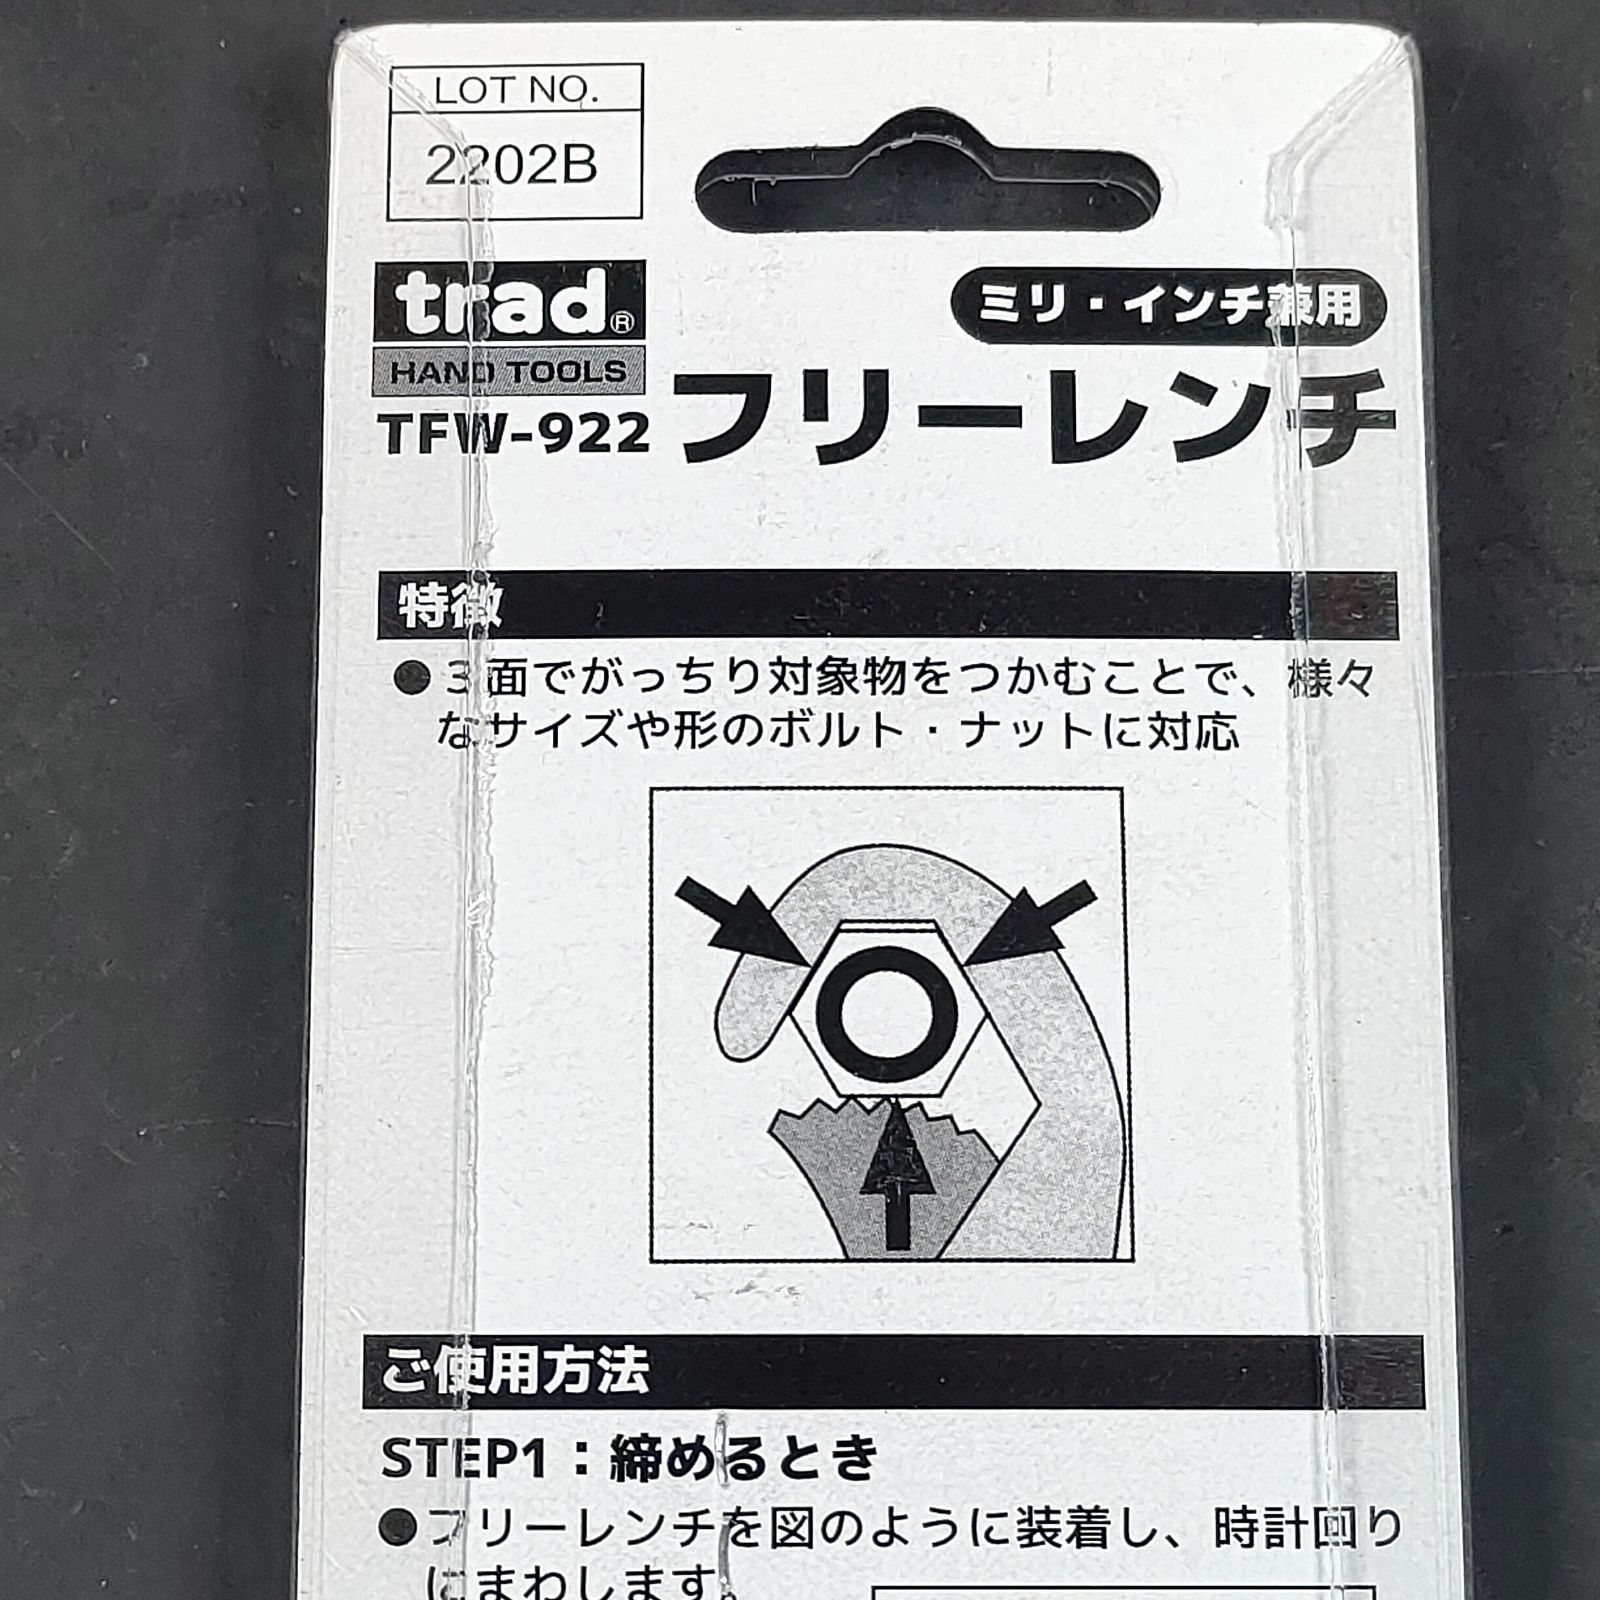 LOT NO.
2202B
trad®
HAND TOOLS
TFW-922
ミリ・インチ兼用
フリーレンチ
特徴
●3面でがっちり対象物をつかむことで、様々
なサイズや形のボルト・ナットに対応
ご使用方法
STEP1：締めるとき
●フリーレンチを図のように装着し、時計回り
にまわします。